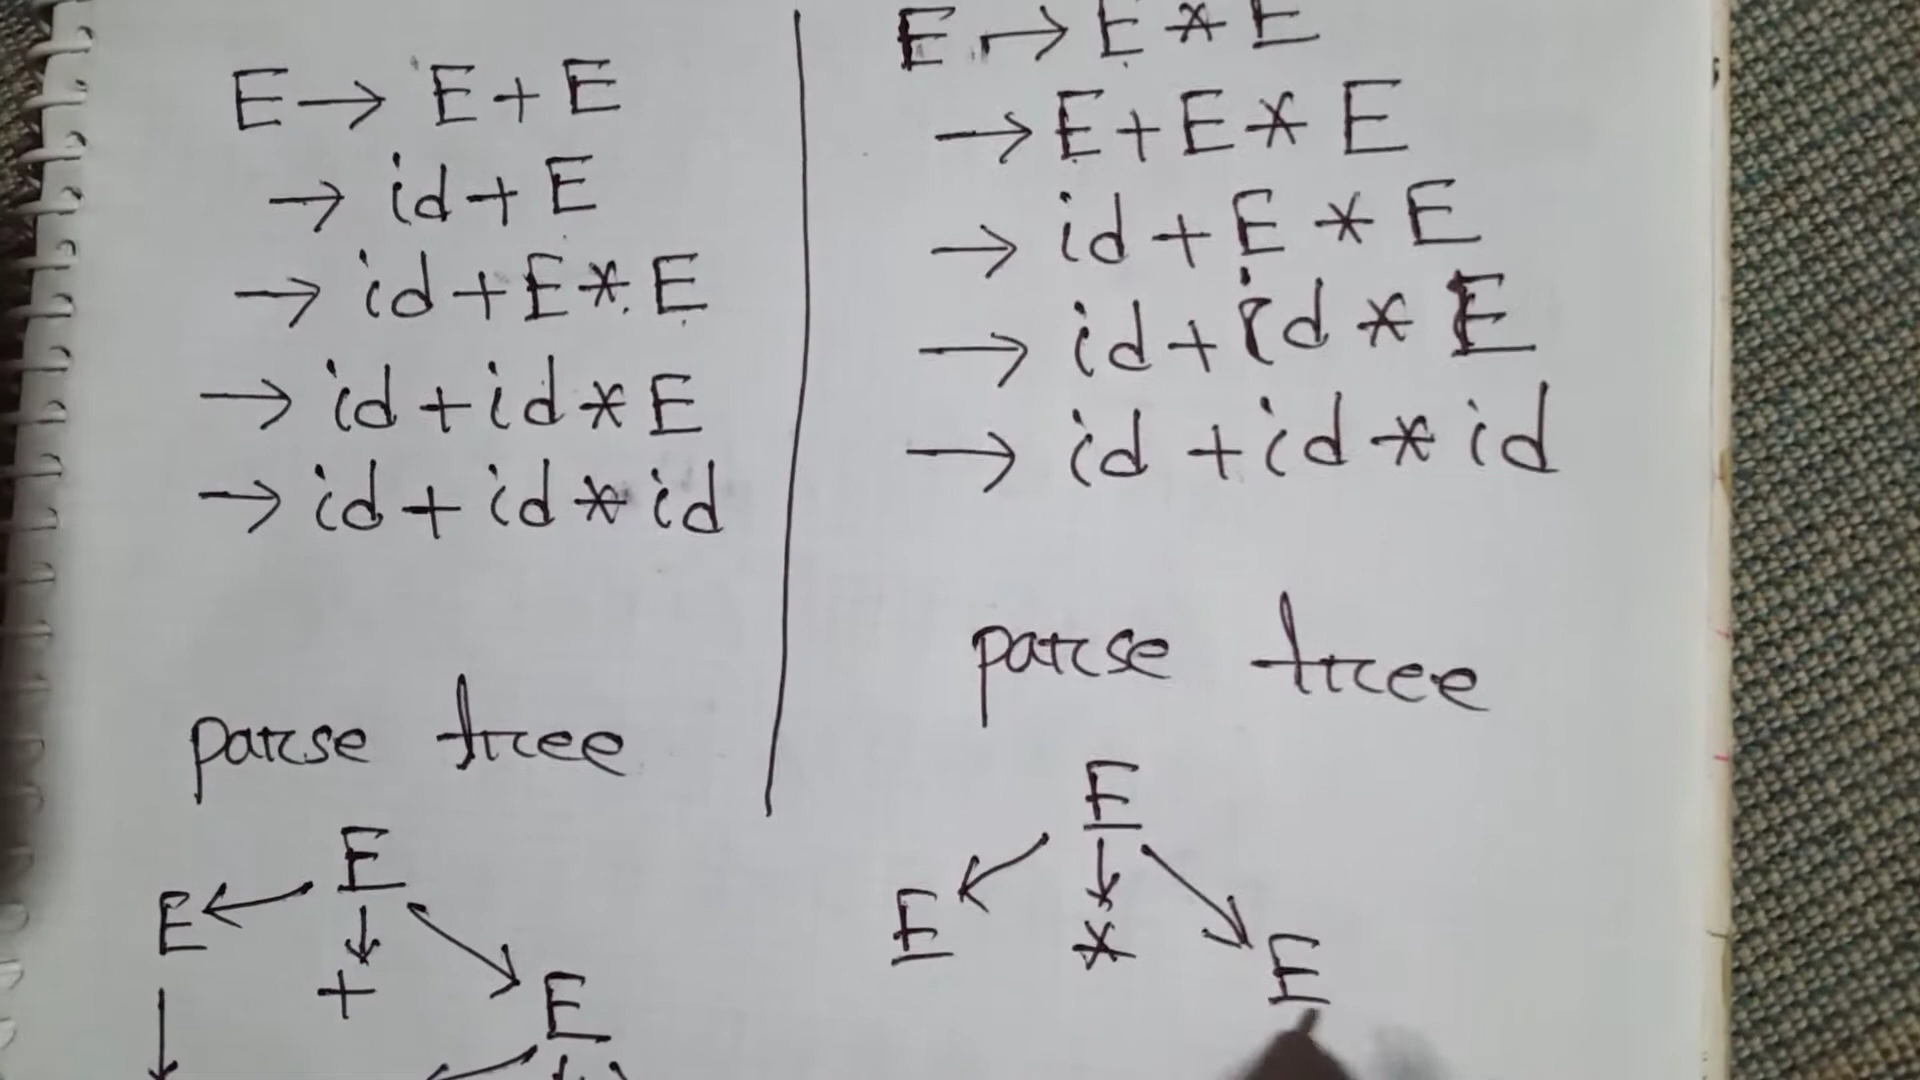 E → E + E
→ id + E
→ id + E * E
→ id + id * E
→ id + id * id
parse tree
E
E
+
E
E → E * E
→ E + E * E
→ id + E * E
→ id + id * E
→ id + id * id
parse tree
E
E * E